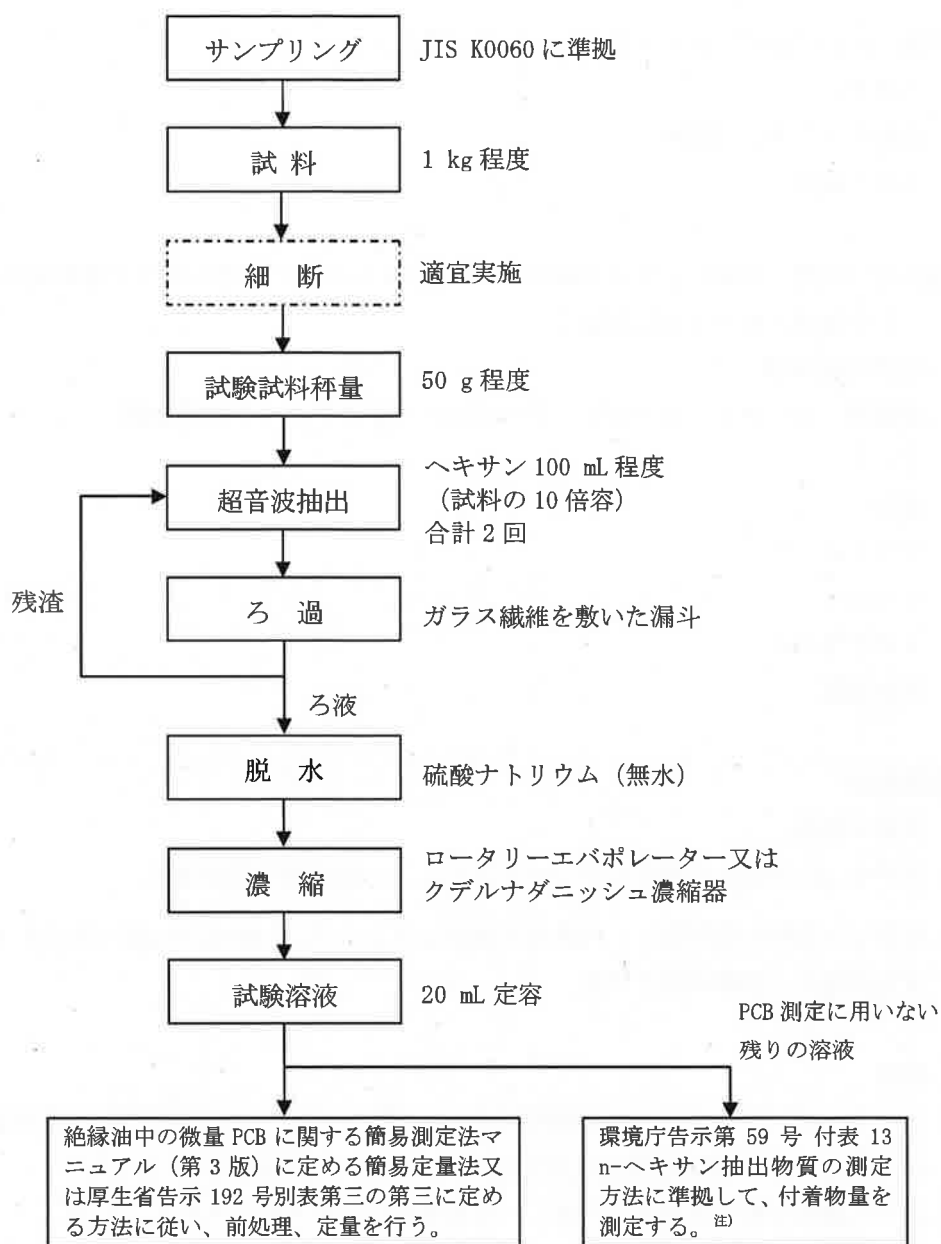 サンプリング JIS K0060 に準拠
試 料 1 kg 程度
細 断 適宜実施
試験試料秤量 50 g 程度
ヘキサン 100 mL 程度
超音波抽出 (試料の 10 倍容)
合計 2 回
残渣
ろ 過 ガラス繊維を敷いた漏斗
ろ液
脱 水 硫酸ナトリウム (無水)
ロータリーエバポレーター又は
濃 縮 クデルナダニッシュ濃縮器
試験溶液 20 mL 定容
PCB 測定に用いない
残りの溶液
絶縁油中の微量 PCB に関する簡易測定法マ
ニュアル (第 3 版) に定める簡易定量法又
は厚生省告示 192 号別表第三の第三に定め
る方法に従い、前処理、定量を行う。
環境庁告示第 59 号 付表 13
n-ヘキサン抽出物質の測定
方法に準拠して、付着物量を
測定する。注)